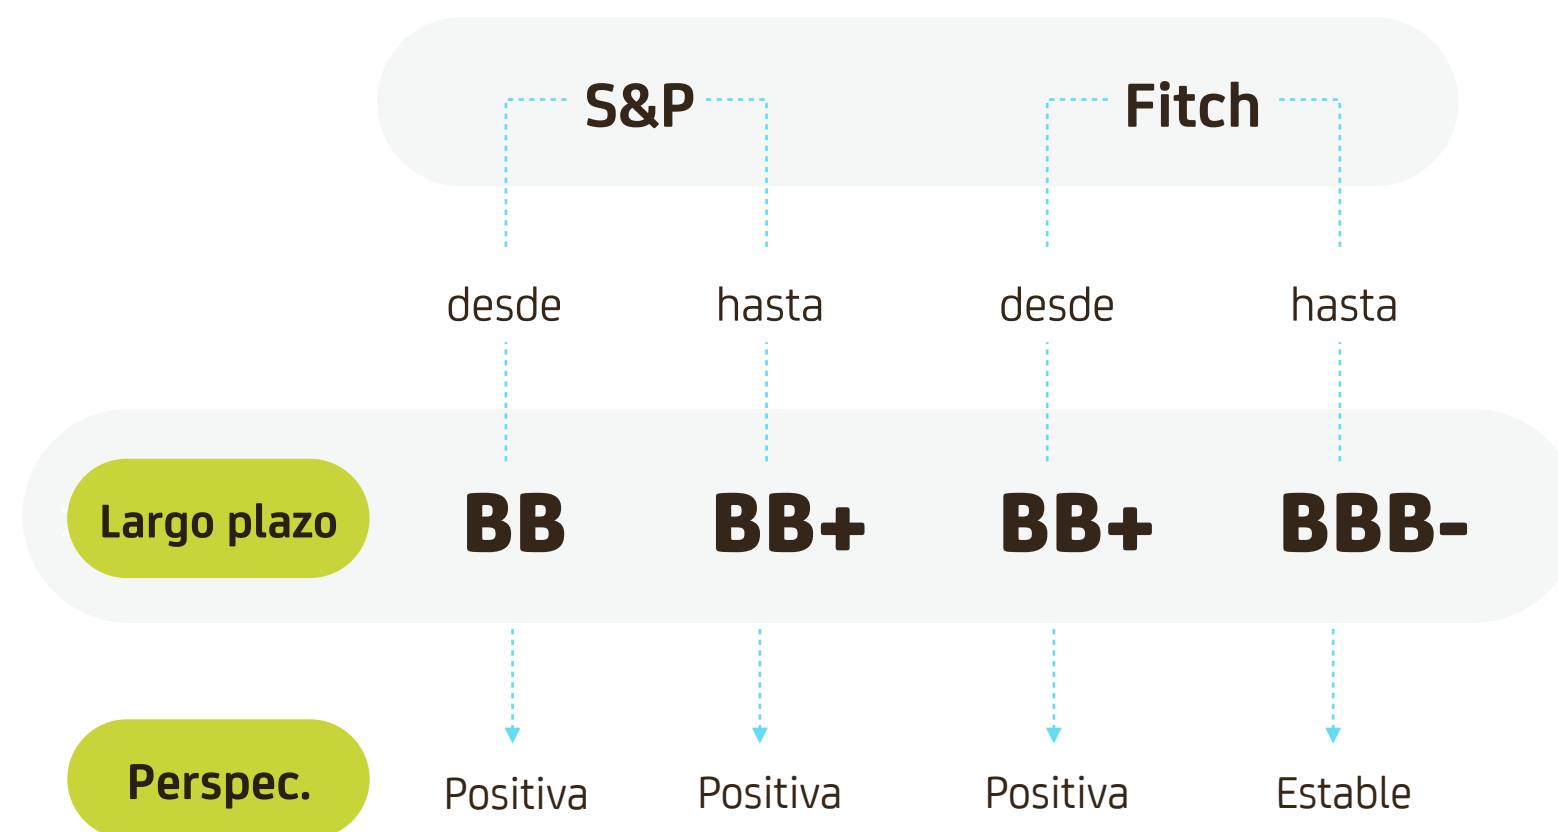 S&P Fitch
desde hasta desde hasta
Largo plazo BB BB+ BB+ BBB-
Perspec. Positiva Positiva Positiva Estable